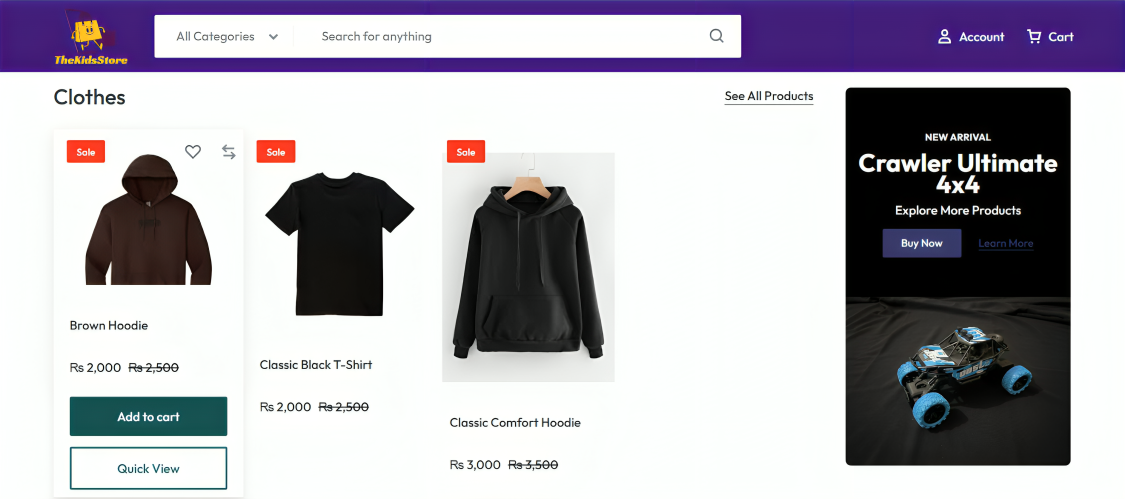 TheKidsStore
All Categories
Search for anything
Account
Cart
Clothes
See All Products
Sale
Brown Hoodie
Rs 2,000 Rs 2,500
Add to cart
Quick View
Sale
Classic Black T-Shirt
Rs 2,000 Rs 2,500
Sale
Classic Comfort Hoodie
Rs 3,000 Rs 3,500
NEW ARRIVAL
Crawler Ultimate
4x4
Explore More Products
Buy Now
Learn More